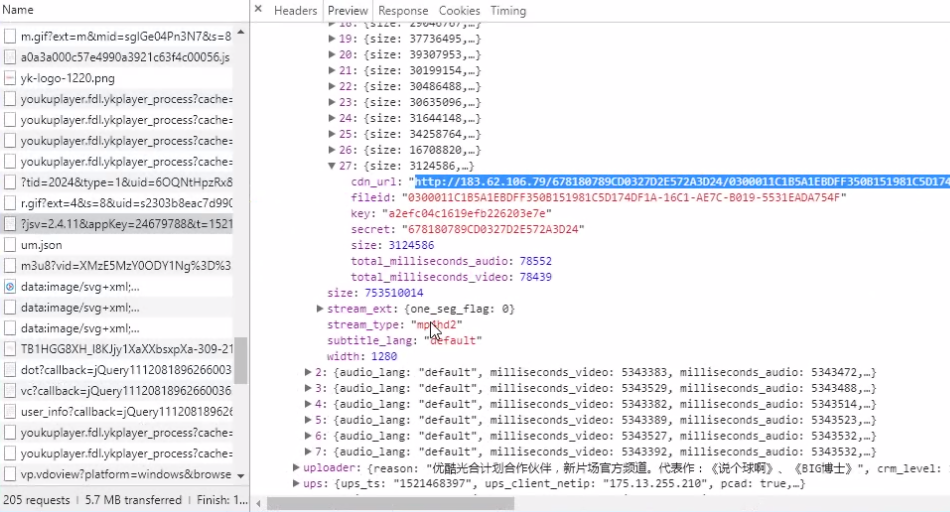 Name
× Headers Preview Response Cookies Timing
m.gif?ext=m&mid=sgIGe04Pn3N7&s=8
a0a3a000c57e4990a3921c63f4c00056.js
yk-logo-1220.png
youkuplayer.fdl.ykplayer_process?cache=
youkuplayer.fdl.ykplayer_process?cache=
youkuplayer.fdl.ykplayer_process?cache=
youkuplayer.fdl.ykplayer_process?cache=
?tid=2024&type=1&uid=6OQNtHpzRx8
r.gif?ext=4&s=8&uid=s2303b8eac7d990
?jsv=2.4.11&appKey=24679788&t=1521
um.json
m3u8?vid=XMzE5MzY0ODY1Ng%3D%3
data:image/svg+xml;...
data:image/svg+xml;...
data:image/svg+xml;...
TB1HGG8XH_I8KJjy1XaXXbsxpXa-309-21
dot?callback=jQuery1112081896266003
vc?callback=jQuery11120818962660036
user_info?callback=jQuery11120818962
youkuplayer.fdl.ykplayer_process?cache=
youkuplayer.fdl.ykplayer_process?cache=
vp.vdoview?platform=windows&browse
205 requests | 5.7 MB transferred | Finish: 1...
18: {size: 29046767,…}
19: {size: 37736495,…}
20: {size: 39307953,…}
21: {size: 30199154,…}
22: {size: 30486488,…}
23: {size: 30635096,…}
24: {size: 31644148,…}
25: {size: 34258764,…}
26: {size: 16708820,…}
27: {size: 3124586,…}
cdn_url: "http://183.62.106.79/678180789CD0327D2E572A3D24/0300011C1B5A1EBDFF350B151981C5D174
fileid: "0300011C1B5A1EBDFF350B151981C5D174DF1A-16C1-AE7C-B019-5531EADA754F"
key: "a2efc04c1619efb226203e7e"
secret: "678180789CD0327D2E572A3D24"
size: 3124586
total_milliseconds_audio: 78552
total_milliseconds_video: 78439
size: 753510014
stream_ext: {one_seg_flag: 0}
stream_type: "mp4hd2"
subtitle_lang: "default"
width: 1280
2: {audio_lang: "default", milliseconds_video: 5343383, milliseconds_audio: 5343472,…}
3: {audio_lang: "default", milliseconds_video: 5343529, milliseconds_audio: 5343488,…}
4: {audio_lang: "default", milliseconds_video: 5343382, milliseconds_audio: 5343514,…}
5: {audio_lang: "default", milliseconds_video: 5343389, milliseconds_audio: 5343523,…}
6: {audio_lang: "default", milliseconds_video: 5343527, milliseconds_audio: 5343532,…}
7: {audio_lang: "default", milliseconds_video: 5343392, milliseconds_audio: 5343532,…}
uploader: {reason: "优酷光合计划合作伙伴，新片场官方频道。代表作：《说个球啊》、《BIG博士》", crm_level:
ups: {ups_ts: "1521468397", ups_client_netip: "175.13.255.210", pcad: true,…}